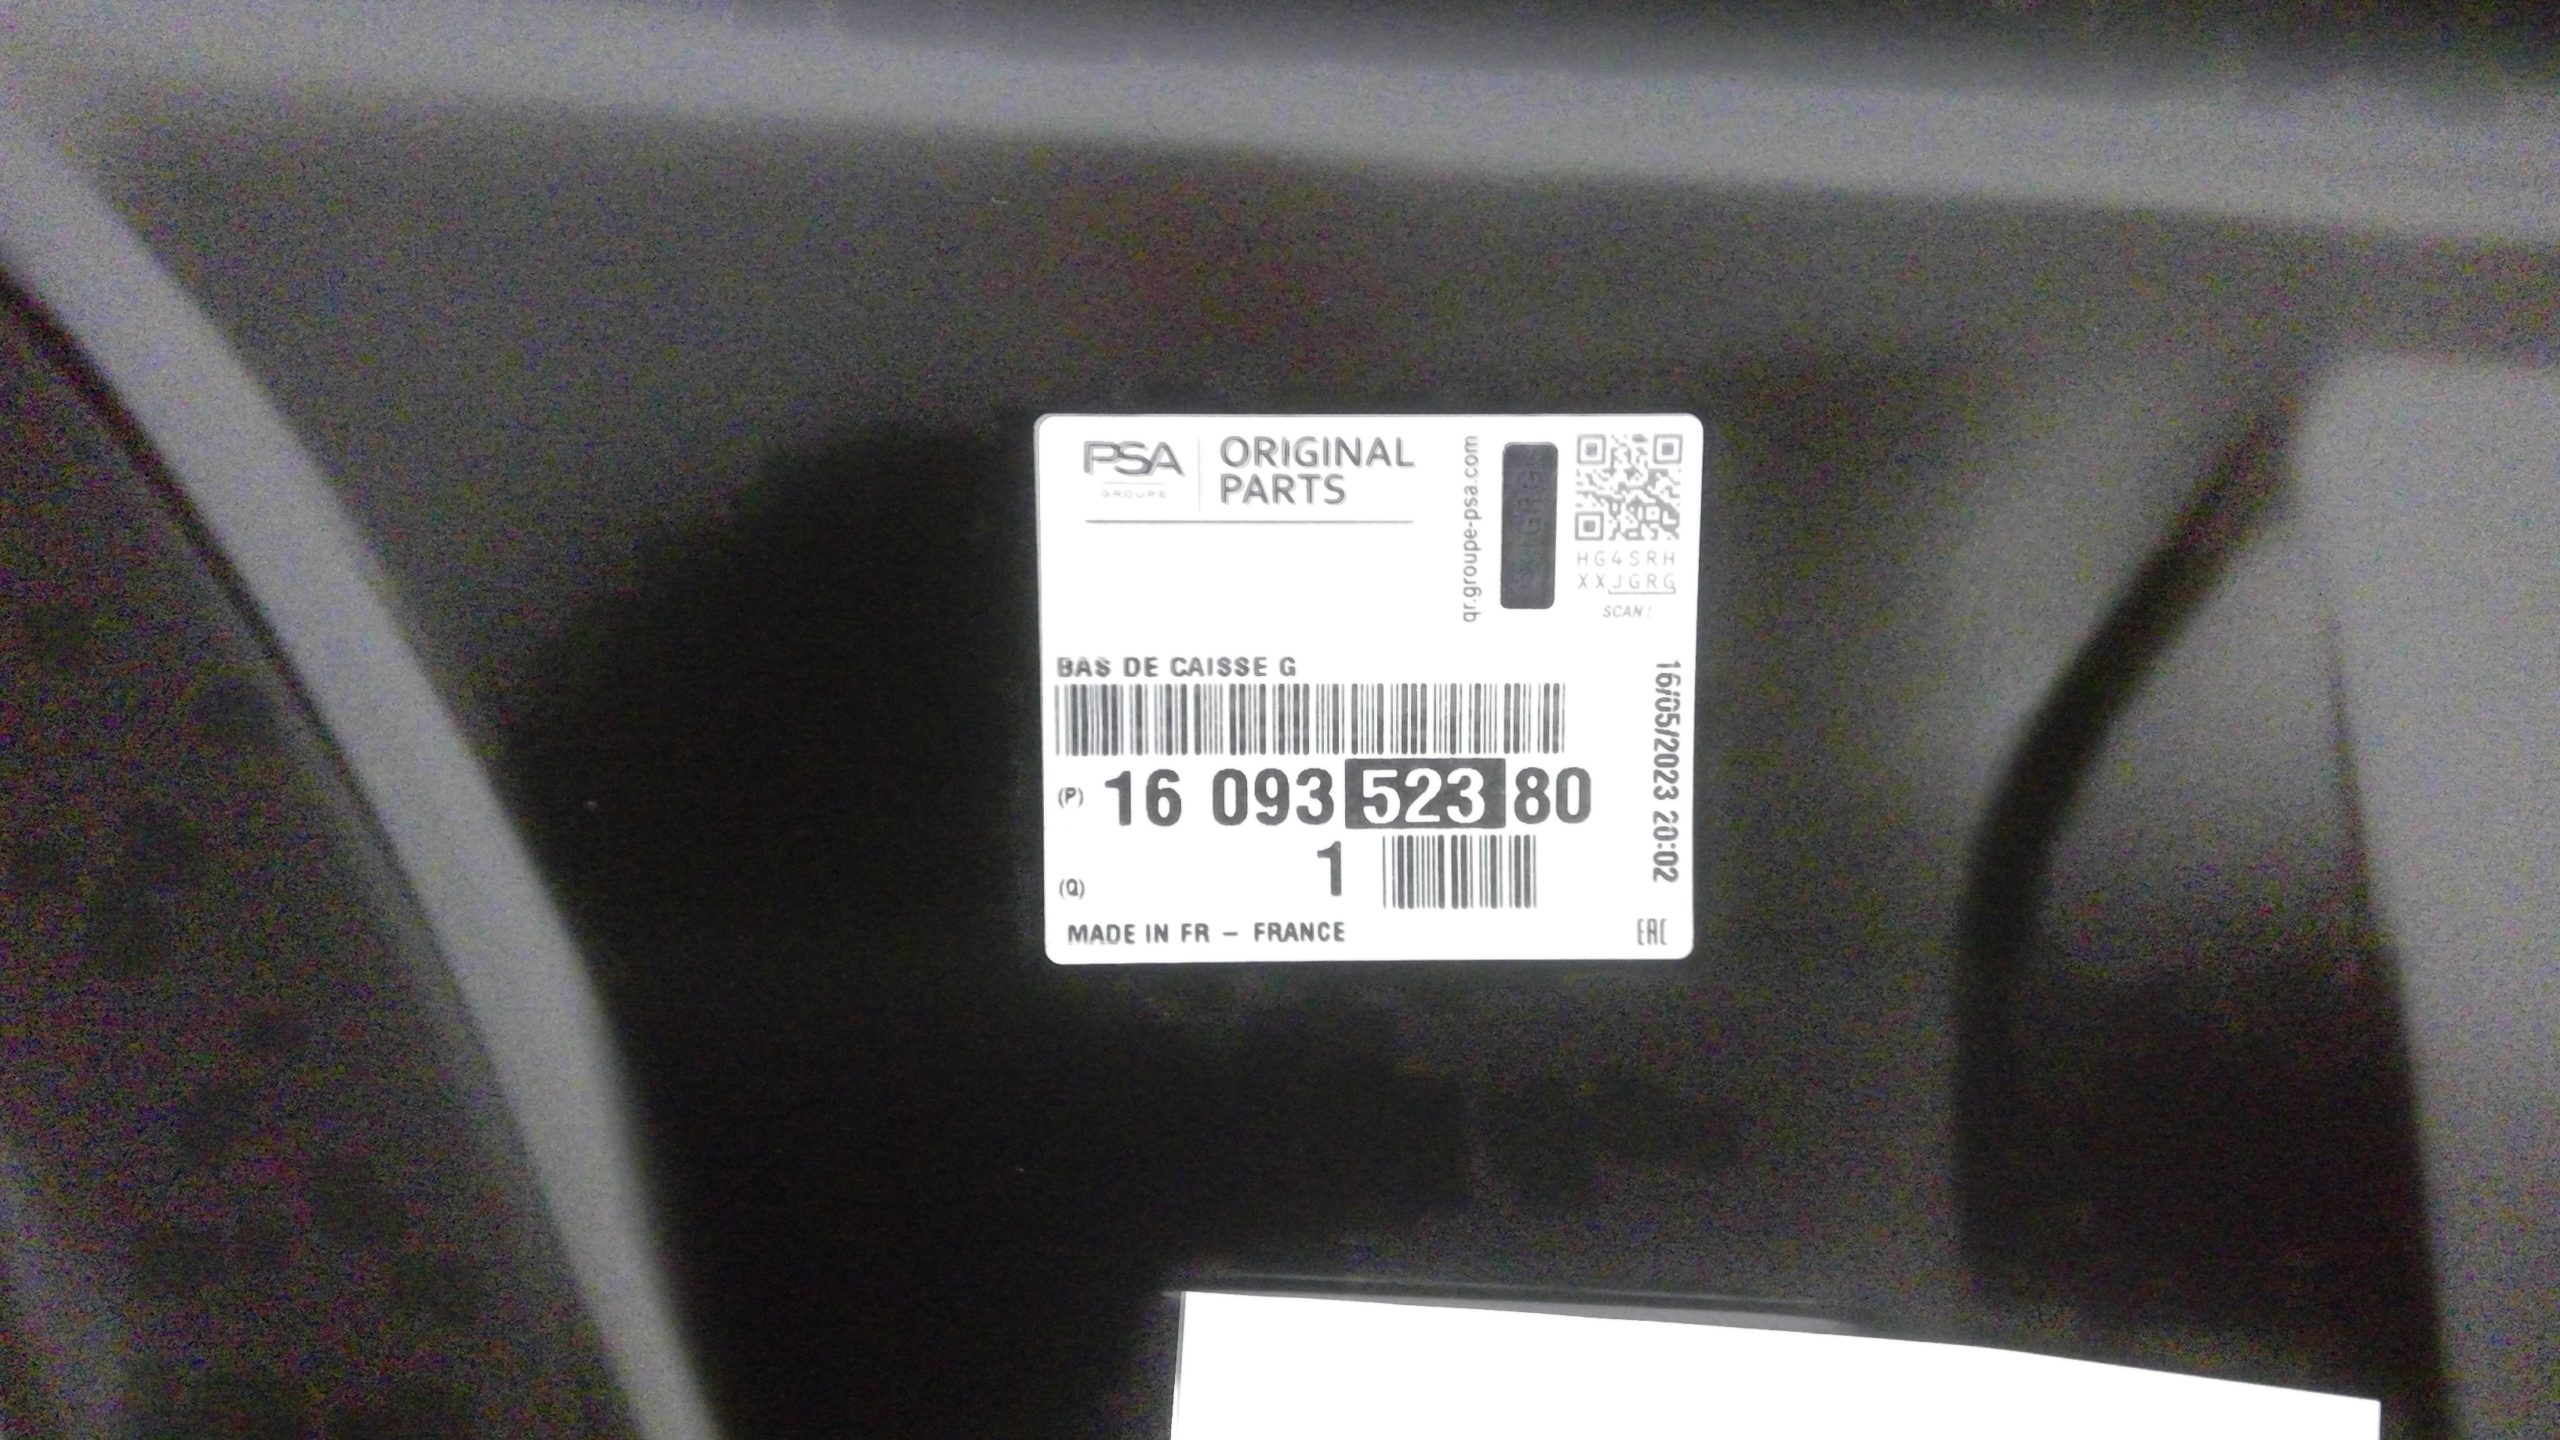 PSA
GROUPE
ORIGINAL
PARTS
qr.groupe-psa.com
HG4SRH
XXJGRG
SCAN!
BAS DE CAISSE G
(P) 16 093 523 80
(Q) 1
16/05/2023 20:02
MADE IN FR - FRANCE
EAC